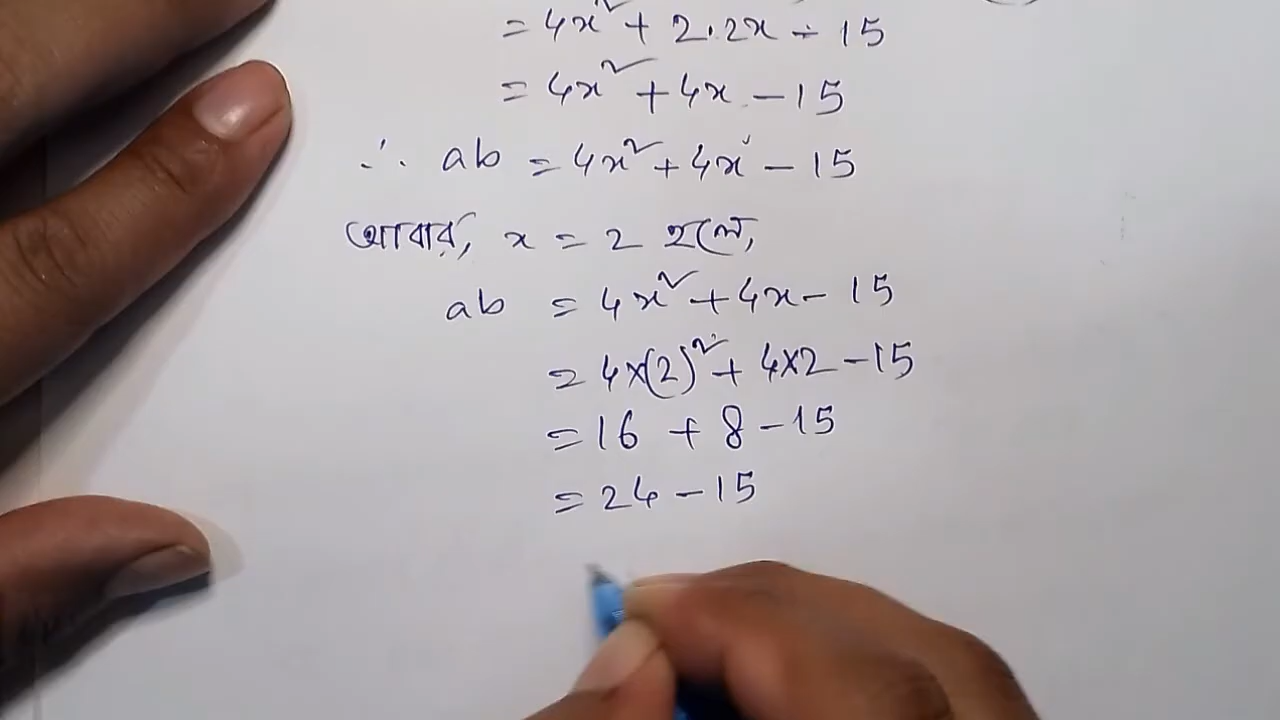 = 4x² + 2.2x - 15
= 4x² + 4x - 15
∴ ab = 4x² + 4x - 15
আবার, x = 2 হলে,
ab = 4x² + 4x - 15
= 4×(2)² + 4×2 - 15
= 16 + 8 - 15
= 24 - 15